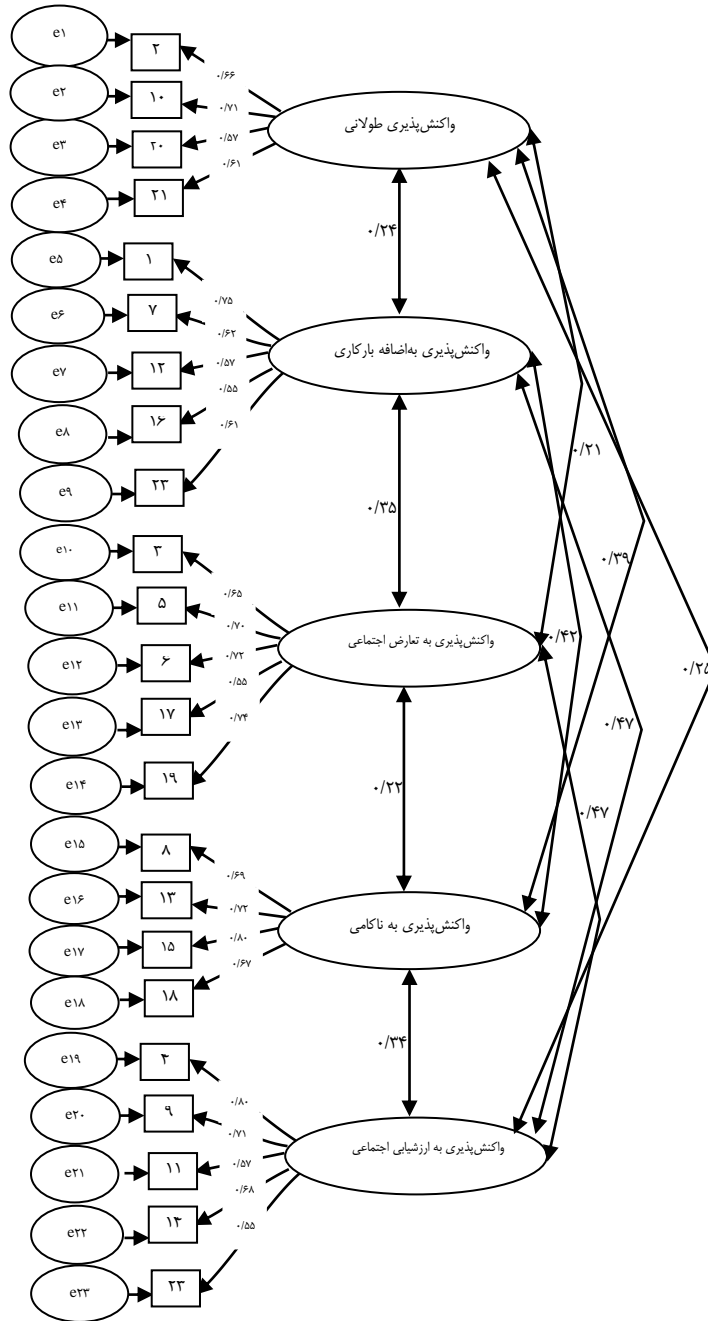 e۱
۲
۰/۶۶
e۲
۱۰
۰/۷۱
واکنش‌پذیری طولانی
e۳
۲۰
۰/۵۷
e۴
۲۱
۰/۶۱
۰/۲۴
e۵
۱
۰/۷۵
e۶
۷
۰/۶۲
واکنش‌پذیری به‌اضافه بارکاری
e۷
۱۲
۰/۵۷
e۸
۱۶
۰/۵۵
۰/۶۱
e۹
۲۳
۰/۲۱
۰/۳۵
e۱۰
۳
۰/۶۵
۰/۳۹
e۱۱
۵
۰/۷۰
واکنش‌پذیری به تعارض اجتماعی
۰/۴۲
e۱۲
۶
۰/۷۲
۰/۲۵
e۱۳
۱۷
۰/۵۵
۰/۷۴
۰/۴۷
e۱۴
۱۹
۰/۲۲
۰/۴۷
e۱۵
۸
۰/۶۹
e۱۶
۱۳
۰/۷۲
واکنش‌پذیری به ناکامی
e۱۷
۱۵
۰/۸۰
e۱۸
۱۸
۰/۶۷
۰/۳۴
e۱۹
۴
۰/۸۰
e۲۰
۹
۰/۷۱
واکنش‌پذیری به ارزشیابی اجتماعی
e۲۱
۱۱
۰/۵۷
e۲۲
۱۴
۰/۶۸
۰/۵۵
e۲۳
۲۳